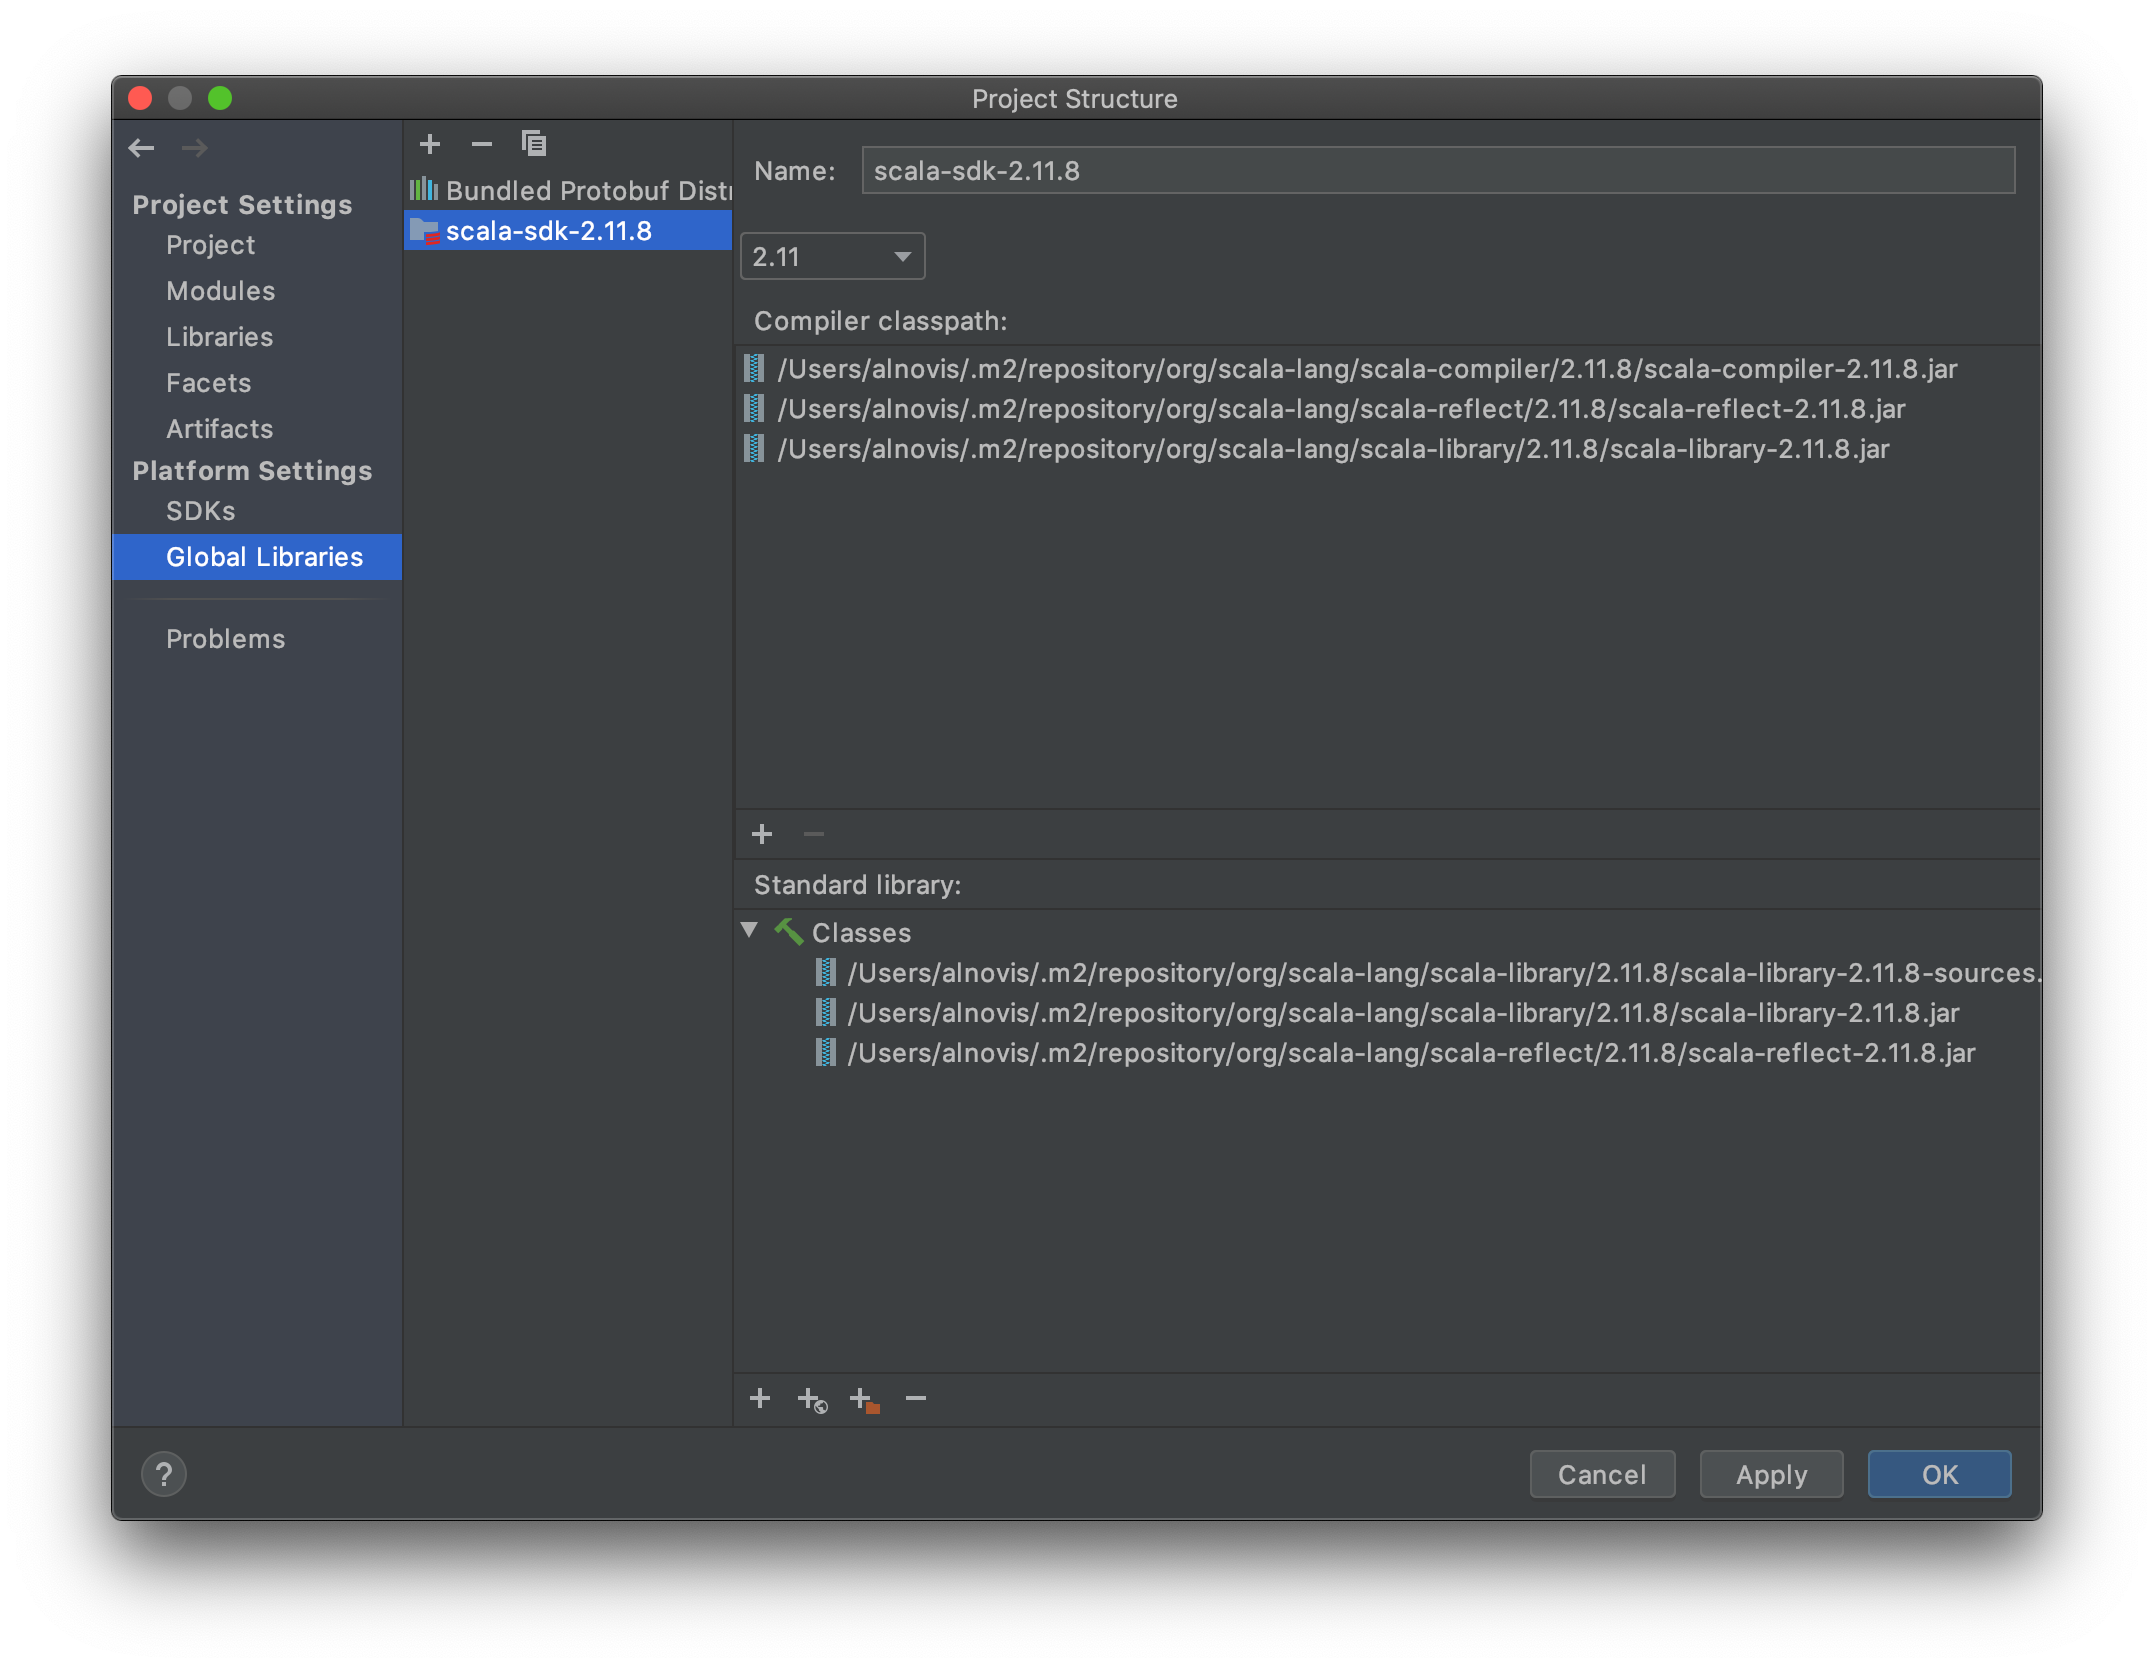 Project Structure
Project Settings
Project
Modules
Libraries
Facets
Artifacts
Platform Settings
SDKs
Global Libraries
Problems
Bundled Protobuf Distr
scala-sdk-2.11.8
Name: scala-sdk-2.11.8
2.11
Compiler classpath:
/Users/alnovis/.m2/repository/org/scala-lang/scala-compiler/2.11.8/scala-compiler-2.11.8.jar
/Users/alnovis/.m2/repository/org/scala-lang/scala-reflect/2.11.8/scala-reflect-2.11.8.jar
/Users/alnovis/.m2/repository/org/scala-lang/scala-library/2.11.8/scala-library-2.11.8.jar
Standard library:
Classes
/Users/alnovis/.m2/repository/org/scala-lang/scala-library/2.11.8/scala-library-2.11.8-sources.
/Users/alnovis/.m2/repository/org/scala-lang/scala-library/2.11.8/scala-library-2.11.8.jar
/Users/alnovis/.m2/repository/org/scala-lang/scala-reflect/2.11.8/scala-reflect-2.11.8.jar
?
Cancel
Apply
OK